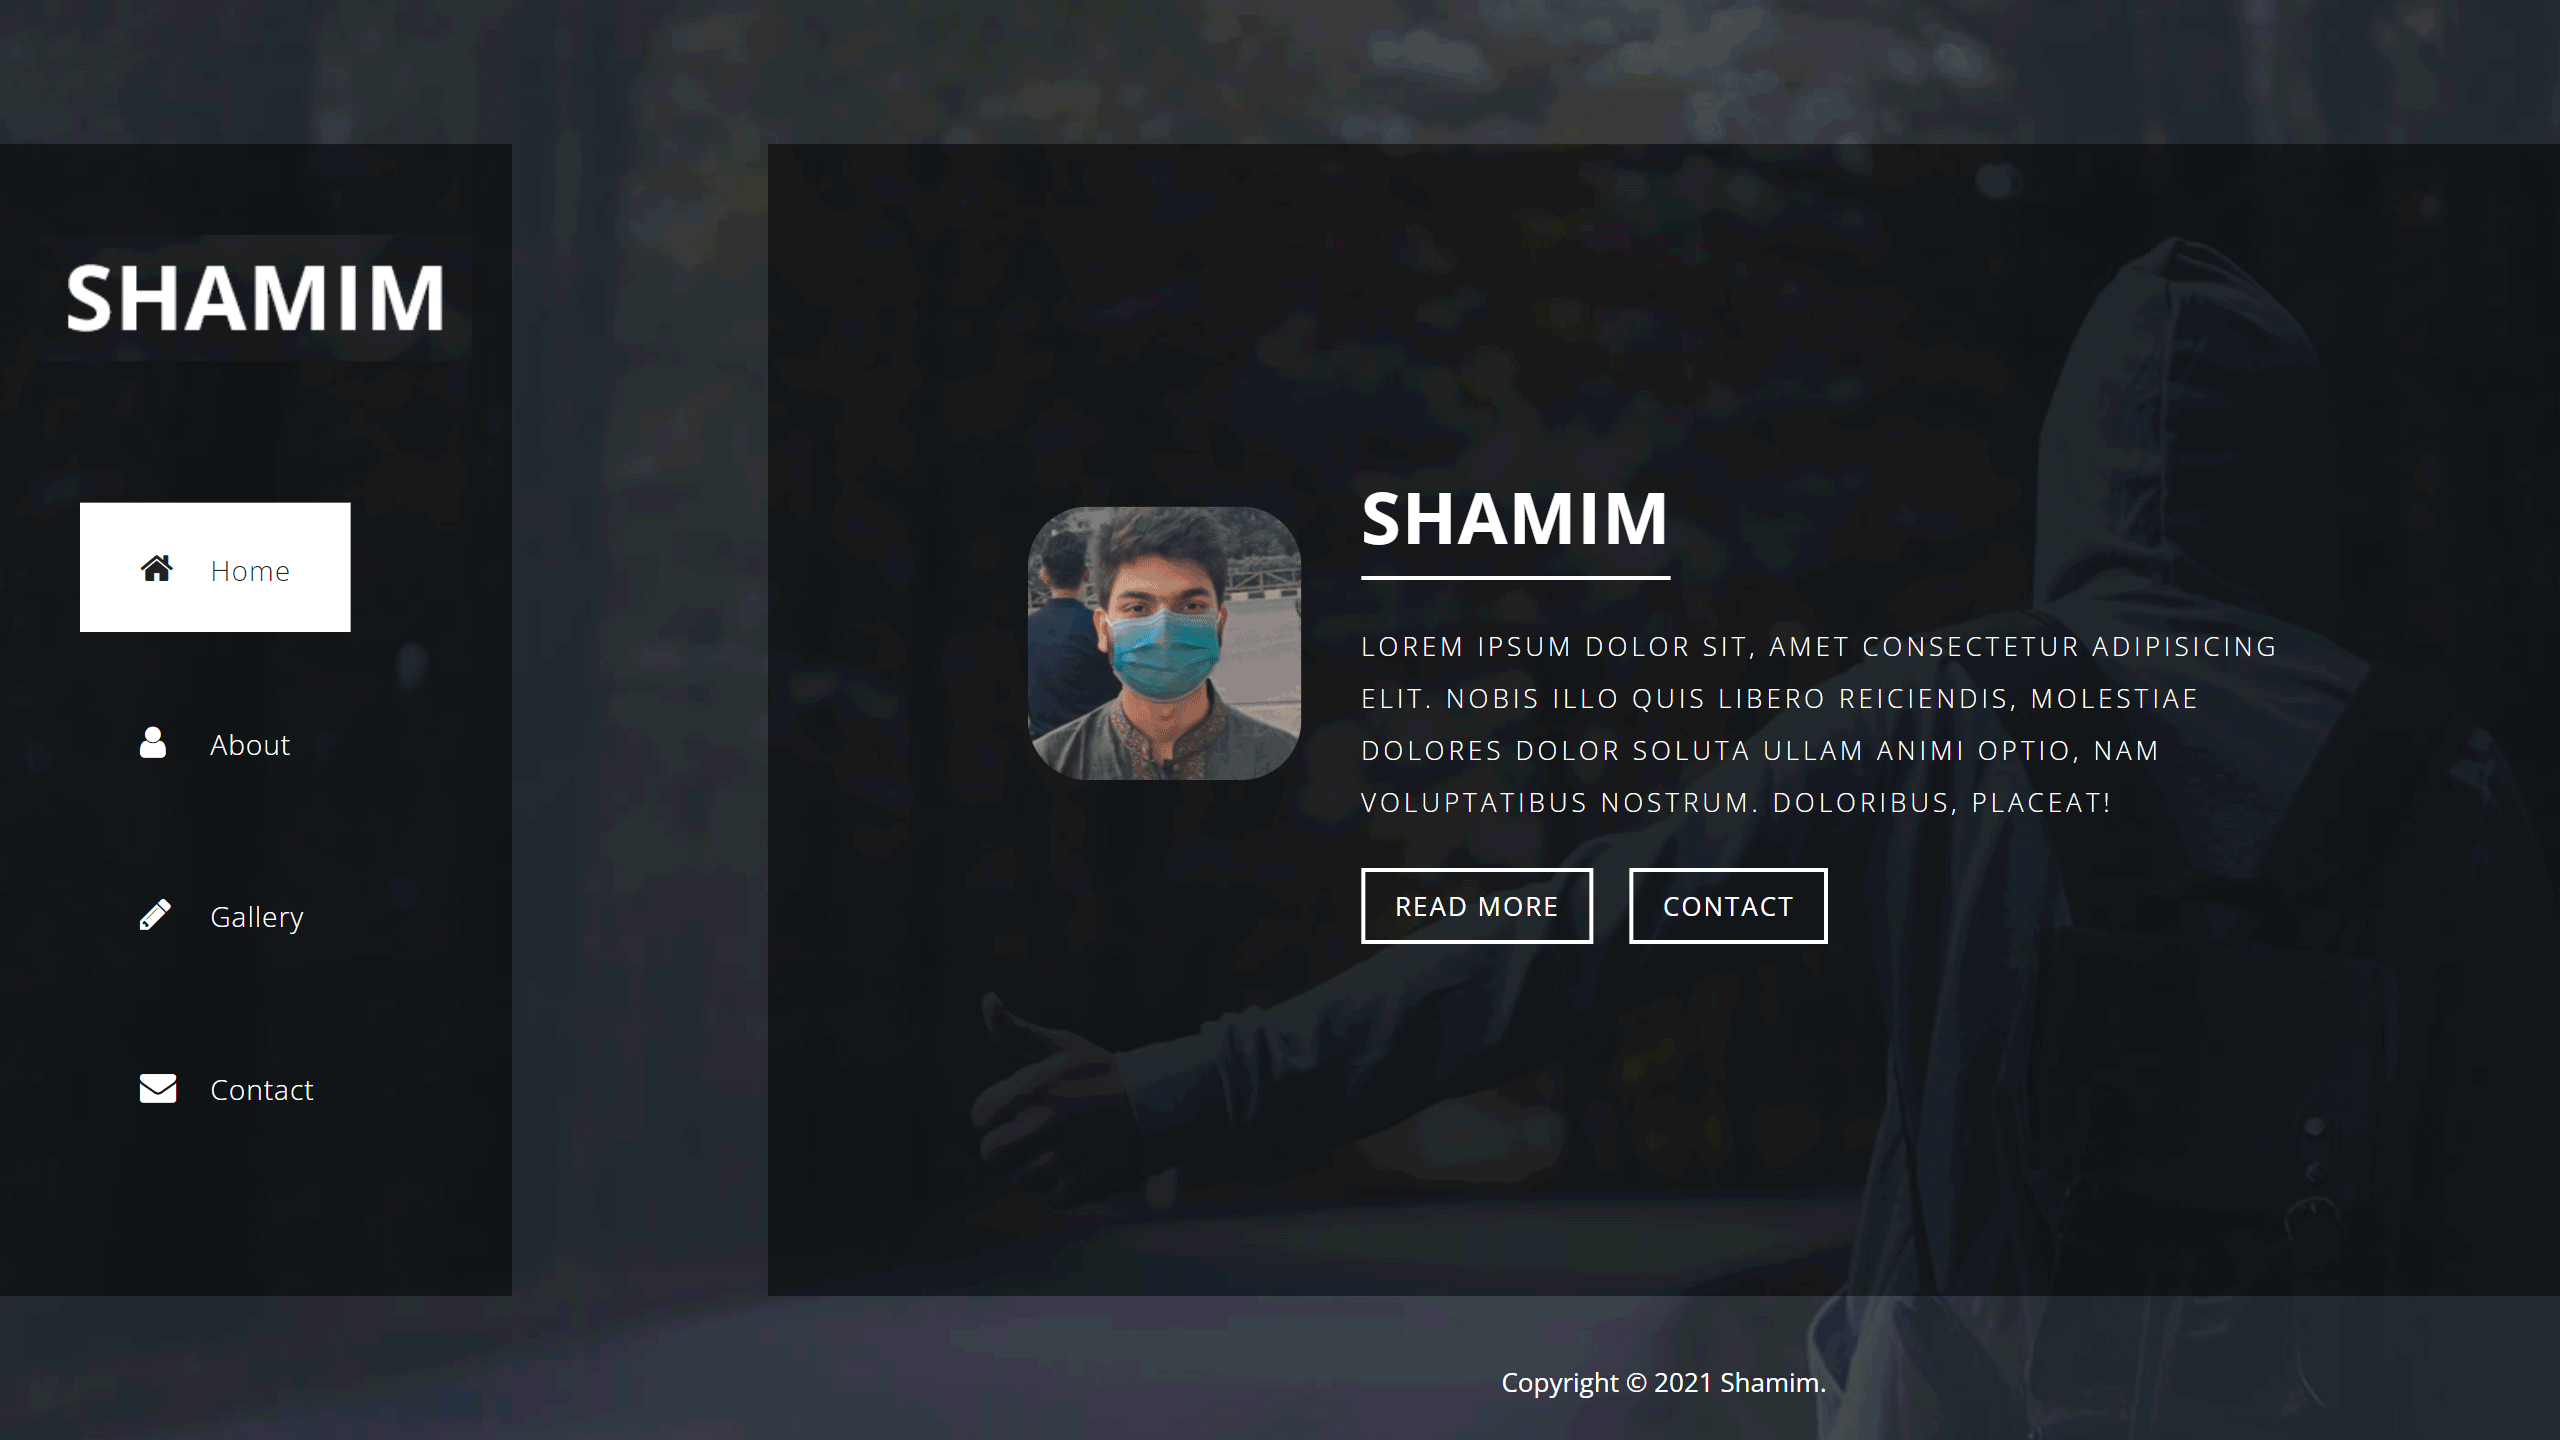 SHAMIM
Home
About
Gallery
Contact
SHAMIM
LOREM IPSUM DOLOR SIT, AMET CONSECTETUR ADIPISICING
ELIT. NOBIS ILLO QUIS LIBERO REICIENDIS, MOLESTIAE
DOLORES DOLOR SOLUTA ULLAM ANIMI OPTIO, NAM
VOLUPTATIBUS NOSTRUM. DOLORIBUS, PLACEAT!
READ MORE
CONTACT
Copyright © 2021 Shamim.